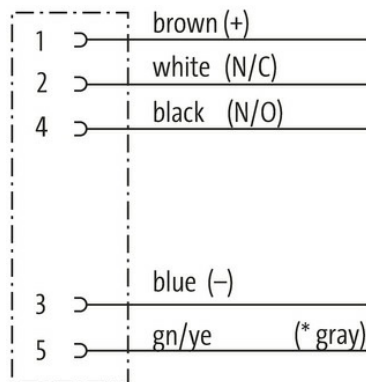 1 brown (+)
2 white (N/C)
4 black (N/O)
3 blue (–)
5 gn/ye (* gray)